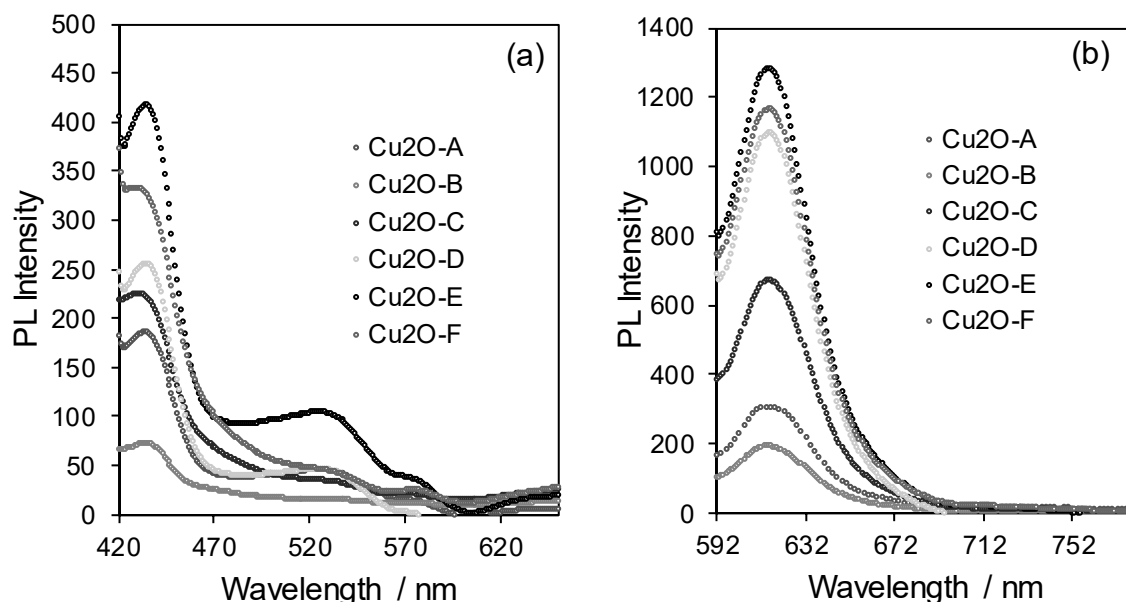 (a)
PL Intensity
500
450
400
350
300
250
200
150
100
50
0
420
470
520
570
620
Wavelength / nm
Cu2O-A
Cu2O-B
Cu2O-C
Cu2O-D
Cu2O-E
Cu2O-F
(b)
PL Intensity
1400
1200
1000
800
600
400
200
0
592
632
672
712
752
Wavelength / nm
Cu2O-A
Cu2O-B
Cu2O-C
Cu2O-D
Cu2O-E
Cu2O-F